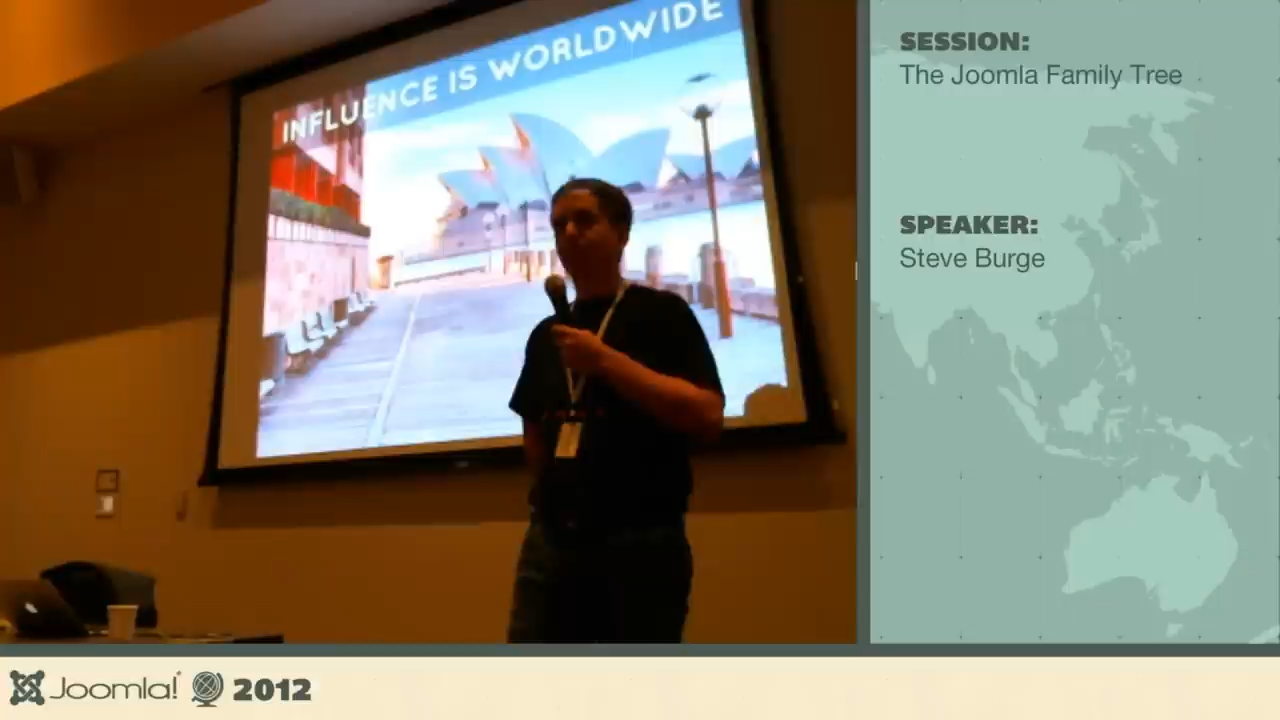 INFLUENCE IS WORLDWIDE
SESSION:
The Joomla Family Tree
SPEAKER:
Steve Burge
Joomla! 2012